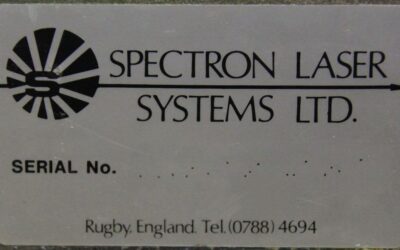 S
SPECTRON LASER
SYSTEMS LTD.
SERIAL No.
Rugby, England. Tel. (0788) 4694